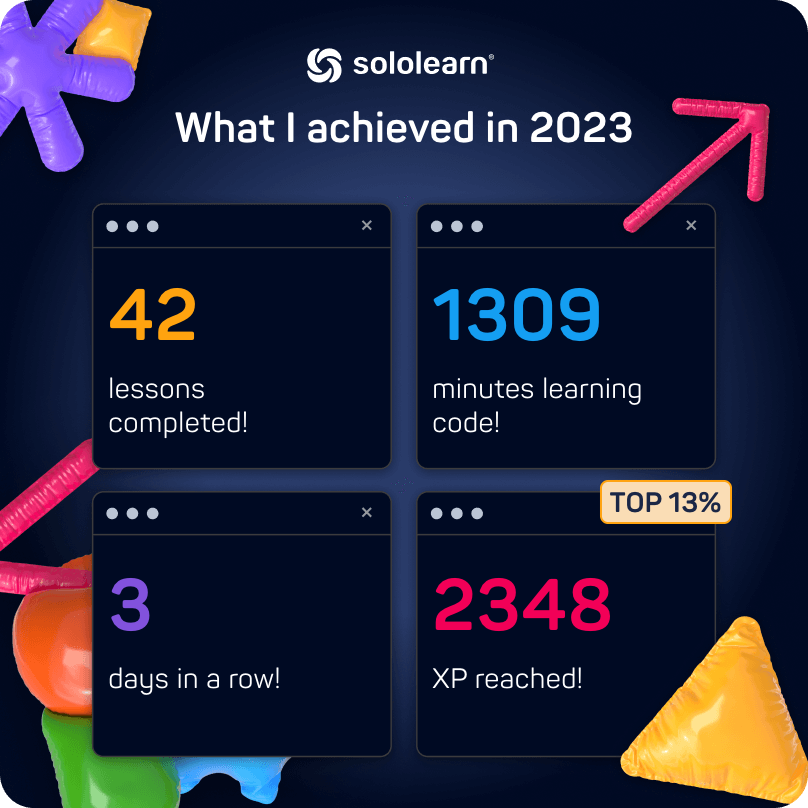 sololearn®
What I achieved in 2023
42
lessons
completed!
1309
minutes learning
code!
3
days in a row!
TOP 13%
2348
XP reached!